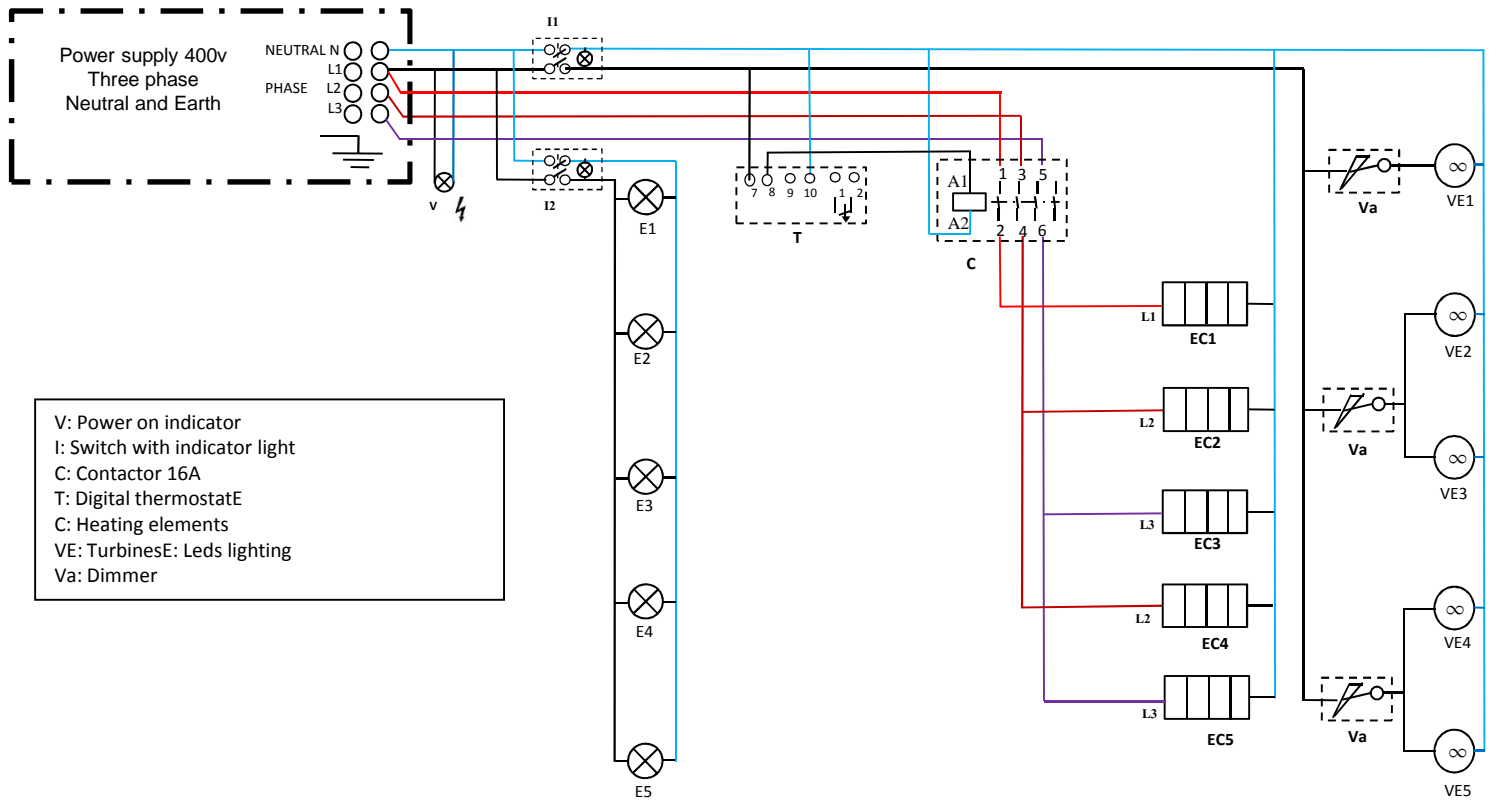 Power supply 400v
Three phase
Neutral and Earth
NEUTRAL N
L1
PHASE L2
L3
I1
V
I2
7 8 9 10 1 2
T
A1
A2
1 3 5
2 4 6
C
E1
E2
E3
E4
E5
L1
EC1
L2
EC2
L3
EC3
L2
EC4
L3
EC5
Va
VE1
VE2
Va
VE3
VE4
Va
VE5
∞
∞
∞
∞
∞
V: Power on indicator
I: Switch with indicator light
C: Contactor 16A
T: Digital thermostatE
C: Heating elements
VE: TurbinesE: Leds lighting
Va: Dimmer